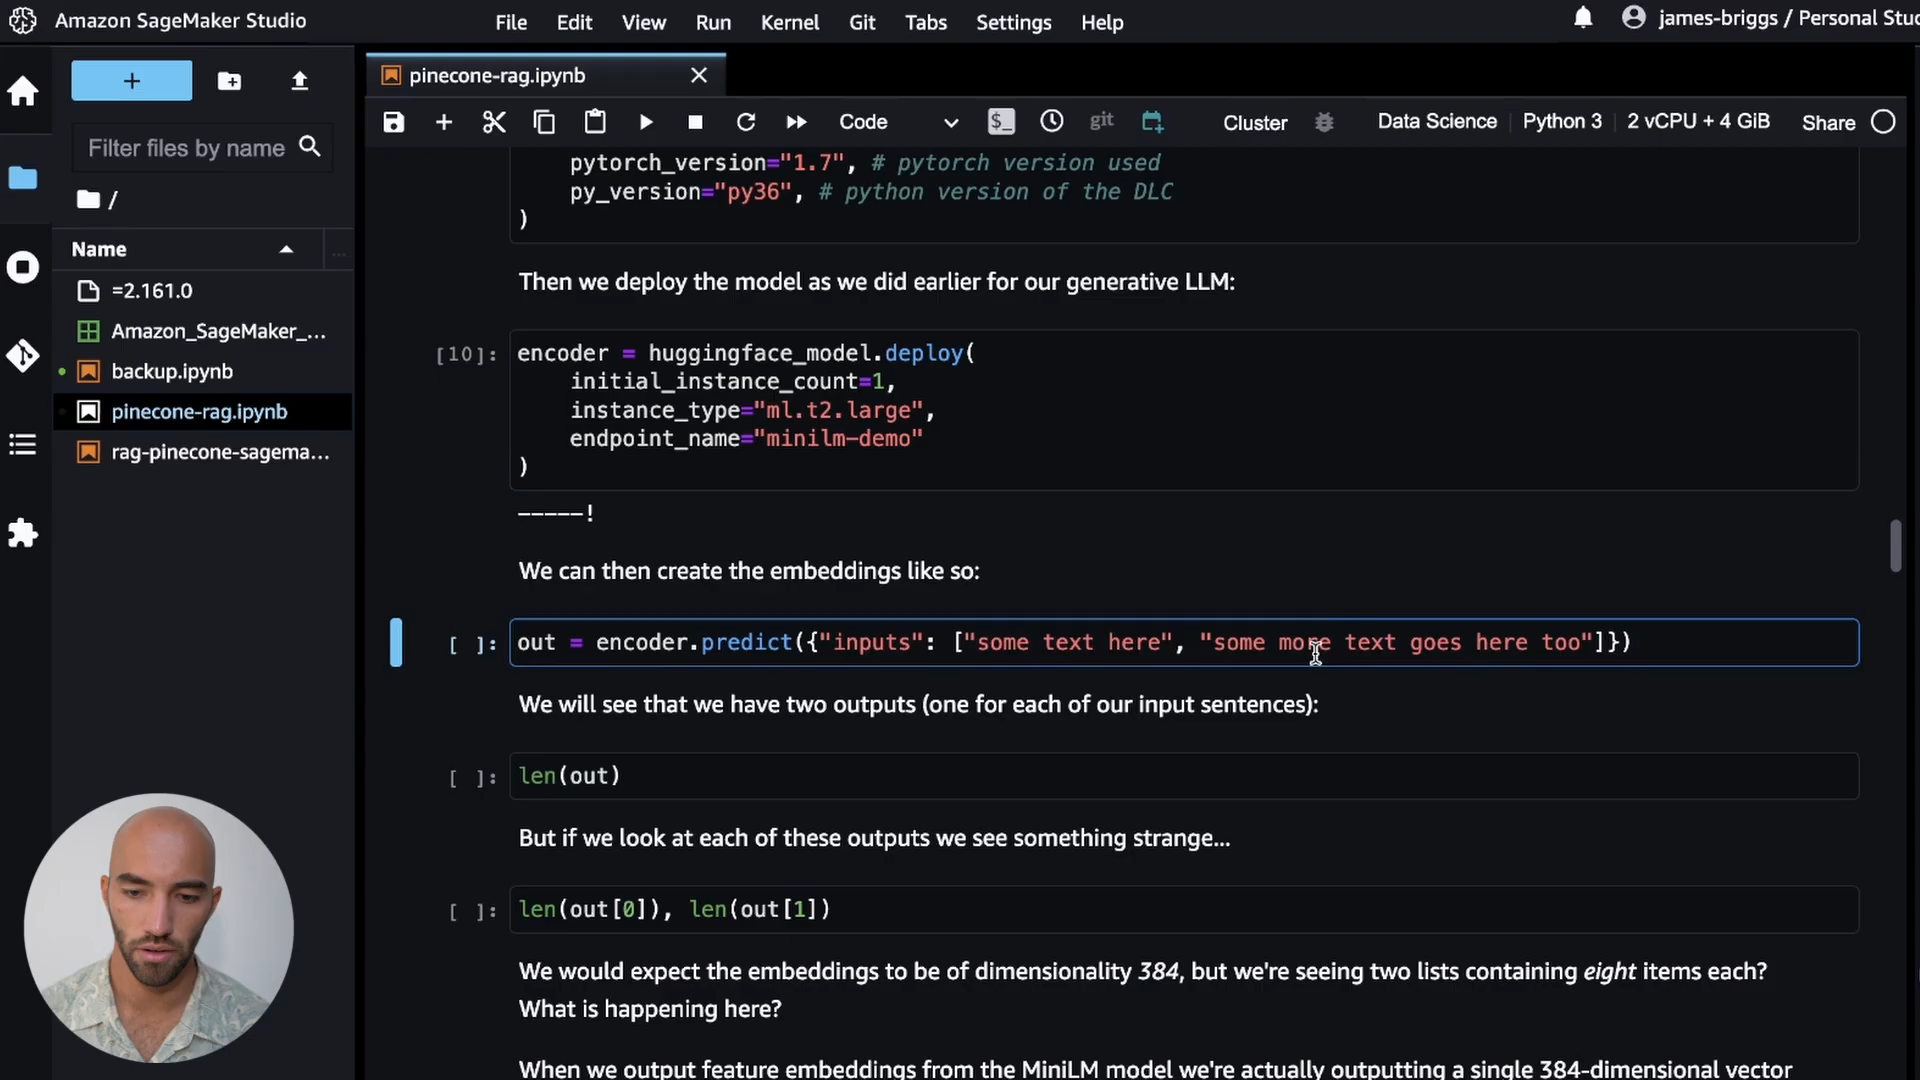 Amazon SageMaker Studio
File Edit View Run Kernel Git Tabs Settings Help
james-briggs / Personal Stu
pinecone-rag.ipynb
Code
git
Cluster
Data Science
Python 3
2 vCPU + 4 GiB
Share
Filter files by name
/
Name
...
=2.161.0
Amazon_SageMaker_...
backup.ipynb
pinecone-rag.ipynb
rag-pinecone-sagema...
pytorch_version="1.7", # pytorch version used
py_version="py36", # python version of the DLC
)
Then we deploy the model as we did earlier for our generative LLM:
[10]: encoder = huggingface_model.deploy(
initial_instance_count=1,
instance_type="ml.t2.large",
endpoint_name="minilm-demo"
)
-----!
We can then create the embeddings like so:
[ ]: out = encoder.predict({"inputs": ["some text here", "some more text goes here too"]})
We will see that we have two outputs (one for each of our input sentences):
[ ]: len(out)
But if we look at each of these outputs we see something strange...
[ ]: len(out[0]), len(out[1])
We would expect the embeddings to be of dimensionality 384, but we're seeing two lists containing eight items each?
What is happening here?
When we output feature embeddings from the MiniLM model we're actually outputting a single 384-dimensional vector